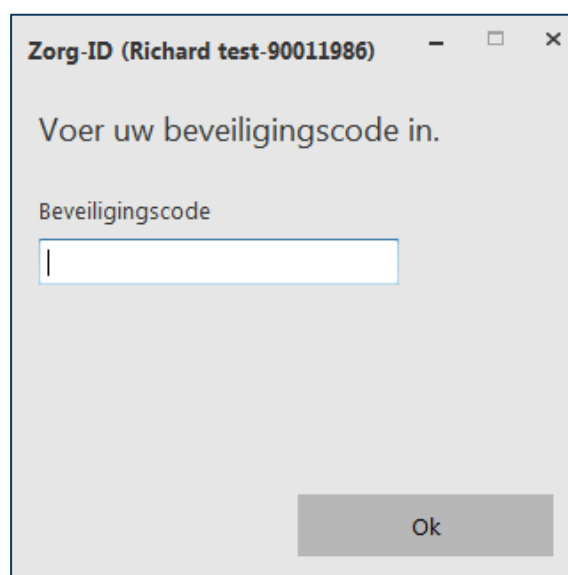 Zorg-ID (Richard test-90011986)
Voer uw beveiligingscode in.
Beveiligingscode
Ok